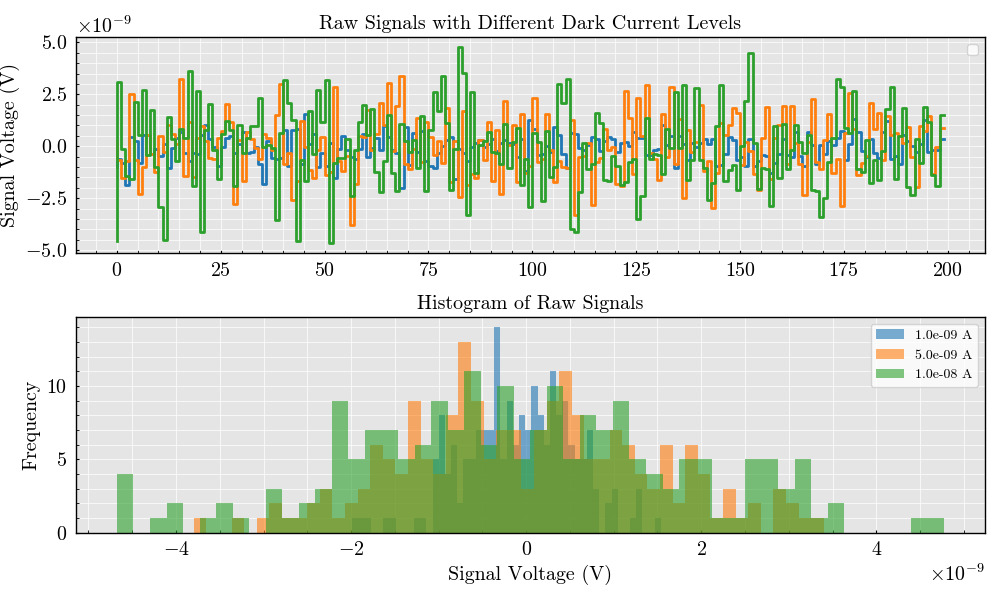 Raw Signals with Different Dark Current Levels
×10⁻⁹
Signal Voltage (V)
5.0
2.5
0.0
−2.5
−5.0
0 25 50 75 100 125 150 175 200
Histogram of Raw Signals
Frequency
10
5
0
1.0e-09 A
5.0e-09 A
1.0e-08 A
−4 −2 0 2 4
Signal Voltage (V)
×10⁻⁹